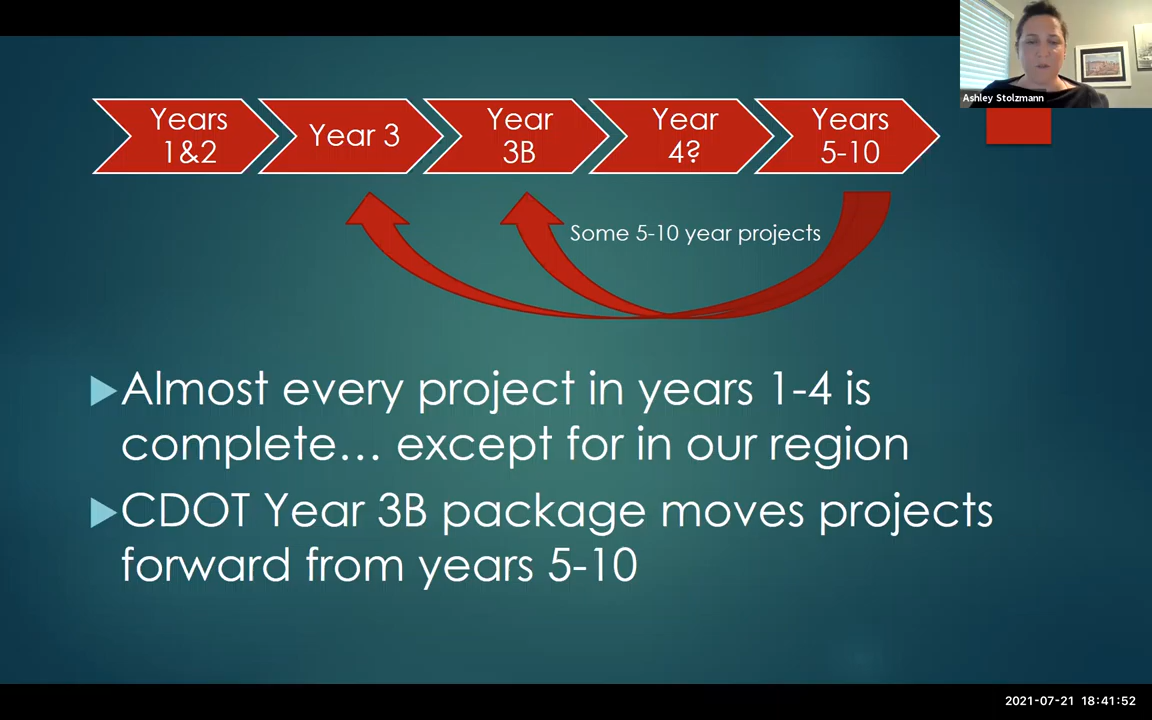 Ashley Stolzmann
Years
1&2
Year 3
Year
3B
Year
4?
Years
5-10
Some 5-10 year projects
Almost every project in years 1-4 is
complete… except for in our region
CDOT Year 3B package moves projects
forward from years 5-10
2021-07-21 18:41:52